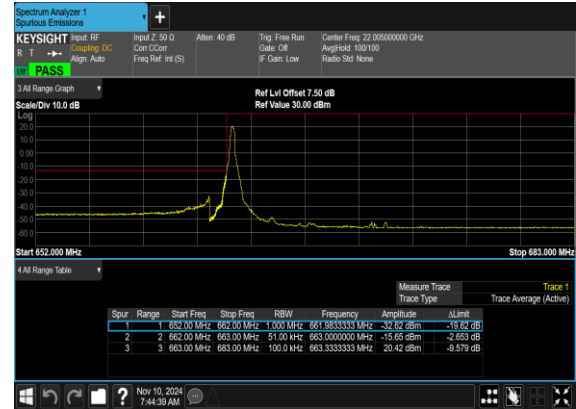 Spectrum Analyzer 1
Spurious Emissions
+
KEYSIGHT Input: RF Input Z: 50 Ω Atten: 40 dB Trig: Free Run Center Freq: 22.005000000 GHz
R T Coupling: DC Corr CCorr Gate: Off Avg|Hold: 100/100
Align: Auto Freq Ref: Int (S) IF Gain: Low Radio Std: None
PASS
3 All Range Graph
Ref Lvl Offset 7.50 dB
Scale/Div 10.0 dB Ref Value 30.00 dBm
Log
20.0
10.0
0.00
-10.0
-20.0
-30.0
-40.0
-50.0
-60.0
Start 652.000 MHz Stop 683.000 MHz
4 All Range Table
Measure Trace Trace 1
Trace Type Trace Average (Active)
Spur Range Start Freq Stop Freq RBW Frequency Amplitude ΔLimit
1 1 652.00 MHz 662.00 MHz 1.000 MHz 661.9833333 MHz -32.62 dBm -19.62 dB
2 2 662.00 MHz 663.00 MHz 51.00 kHz 663.0000000 MHz -15.65 dBm -2.653 dB
3 3 663.00 MHz 683.00 MHz 100.0 kHz 663.3333333 MHz 20.42 dBm -9.579 dB
?
Nov 10, 2024
7:44:39 AM